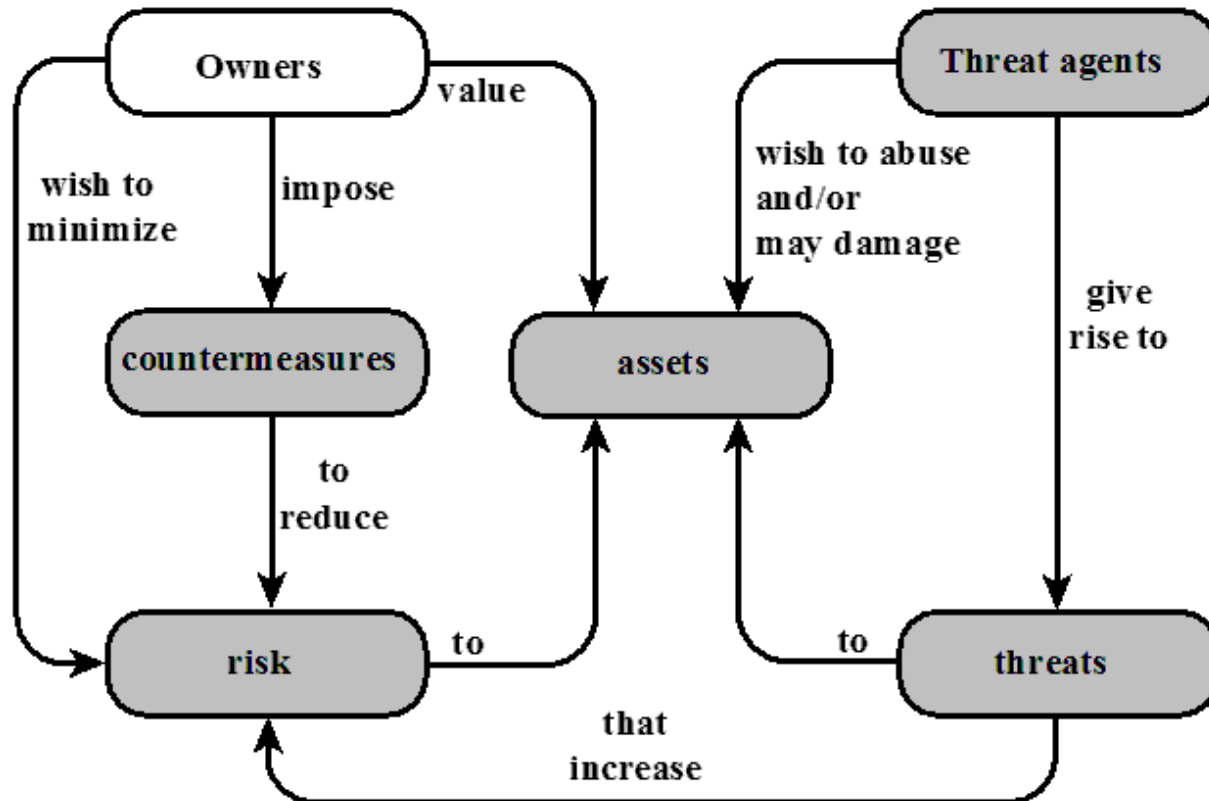 Owners
Threat agents
value
wish to abuse
and/or
may damage
wish to
minimize
impose
give
rise to
countermeasures
assets
to
reduce
risk
to
to
threats
that
increase